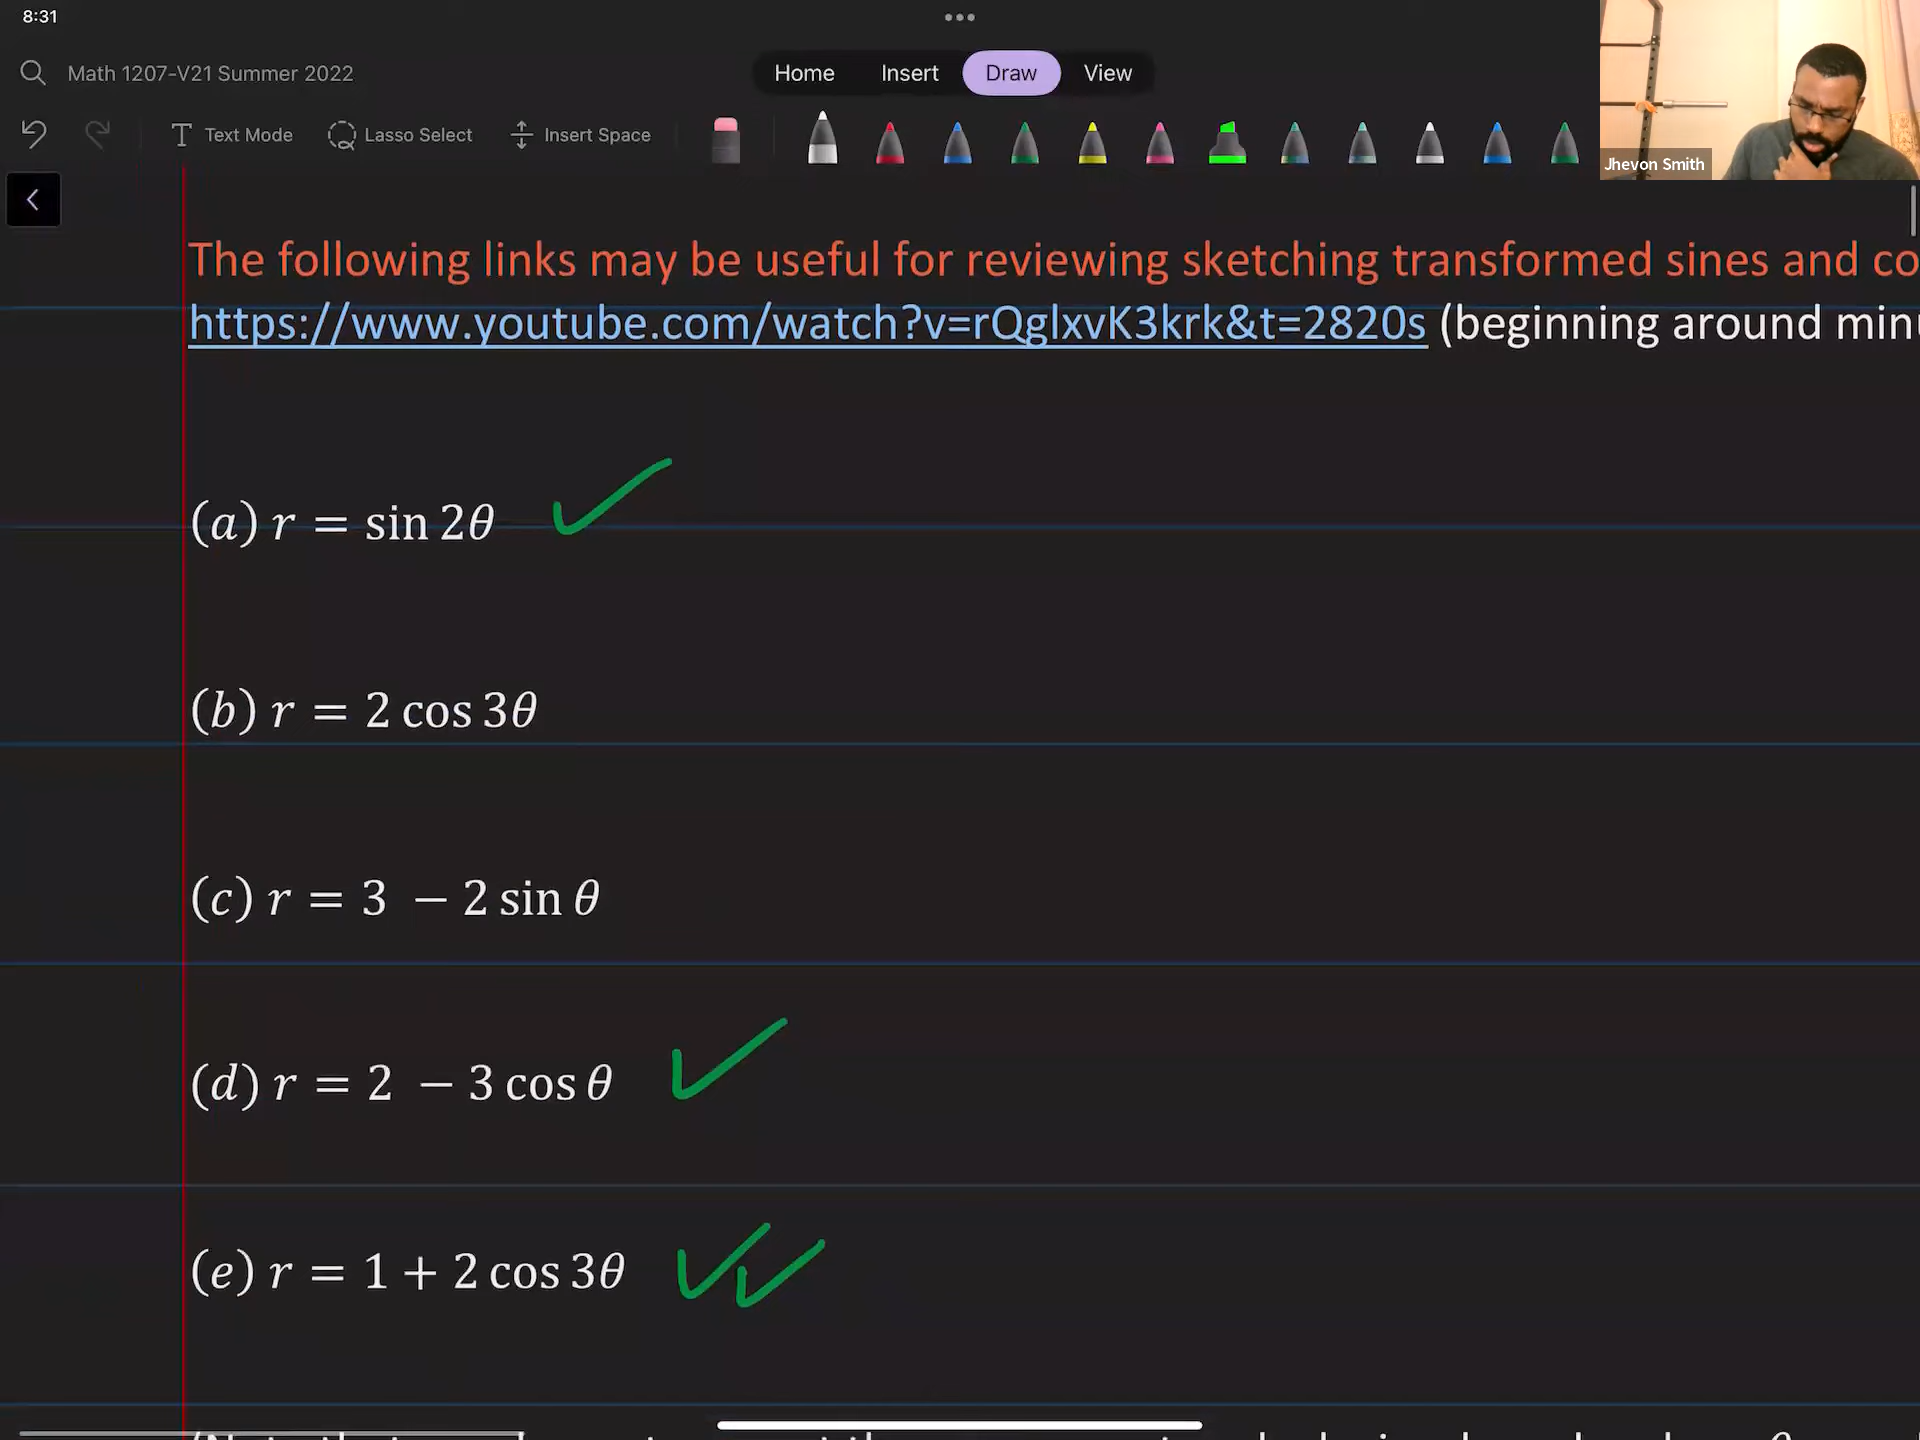 8:31
Math 1207-V21 Summer 2022
Home Insert Draw View
Text Mode Lasso Select Insert Space
Jhevon Smith
The following links may be useful for reviewing sketching transformed sines and co
https://www.youtube.com/watch?v=rQglxvK3krk&t=2820s (beginning around min
(a) r = sin 2θ
(b) r = 2 cos 3θ
(c) r = 3 − 2 sin θ
(d) r = 2 − 3 cos θ
(e) r = 1 + 2 cos 3θ